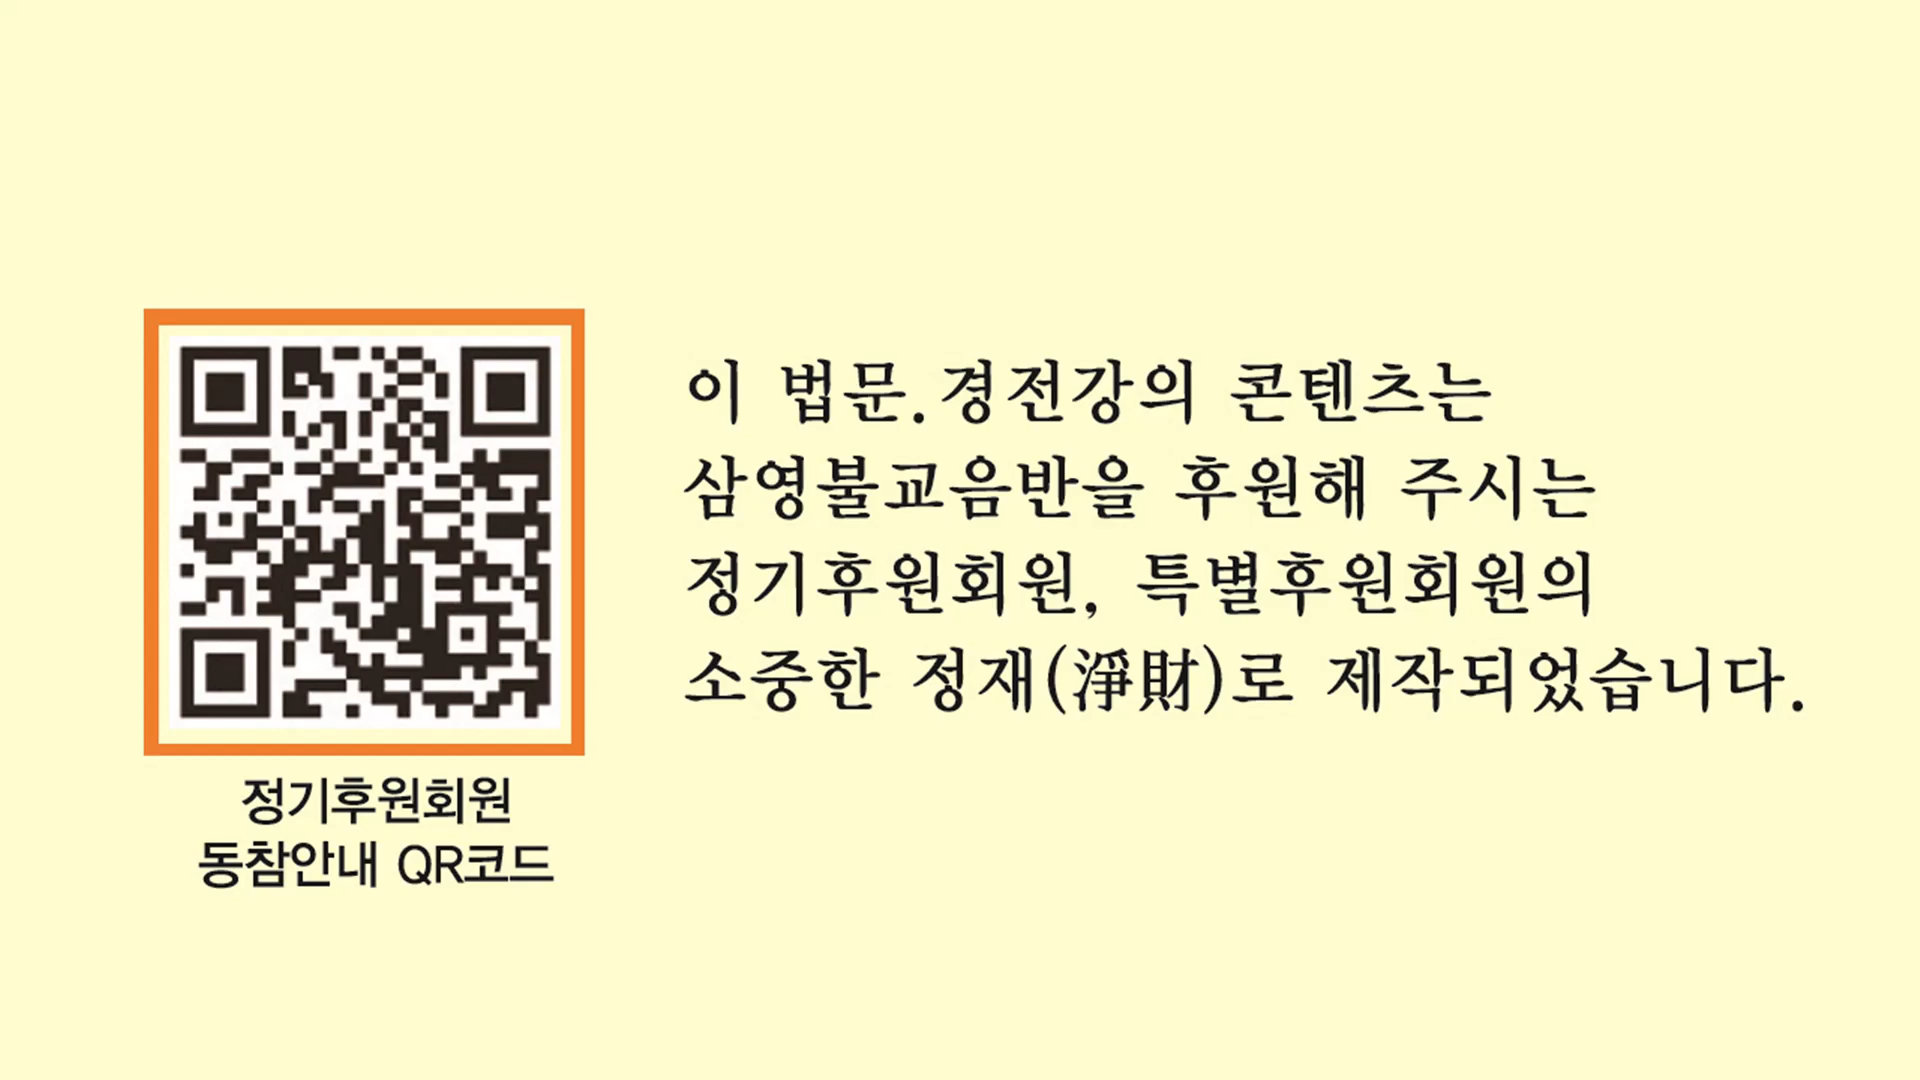 이 법문.경전강의 콘텐츠는
삼영불교음반을 후원해 주시는
정기후원회원, 특별후원회원의
소중한 정재(淨財)로 제작되었습니다.
정기후원회원
동참안내 QR코드